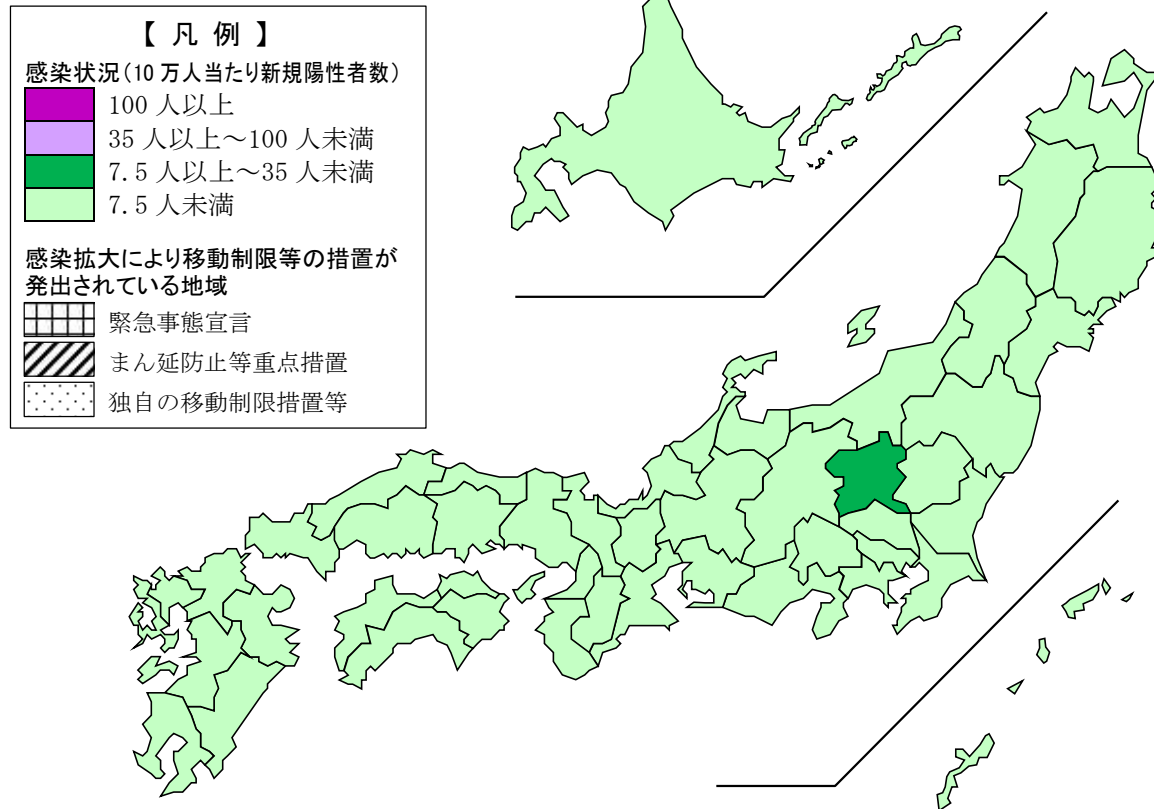 【 凡 例 】
感染状況(10万人当たり新規陽性者数)
100 人以上
35 人以上～100 人未満
7.5 人以上～35 人未満
7.5 人未満
感染拡大により移動制限等の措置が
発出されている地域
緊急事態宣言
まん延防止等重点措置
独自の移動制限措置等